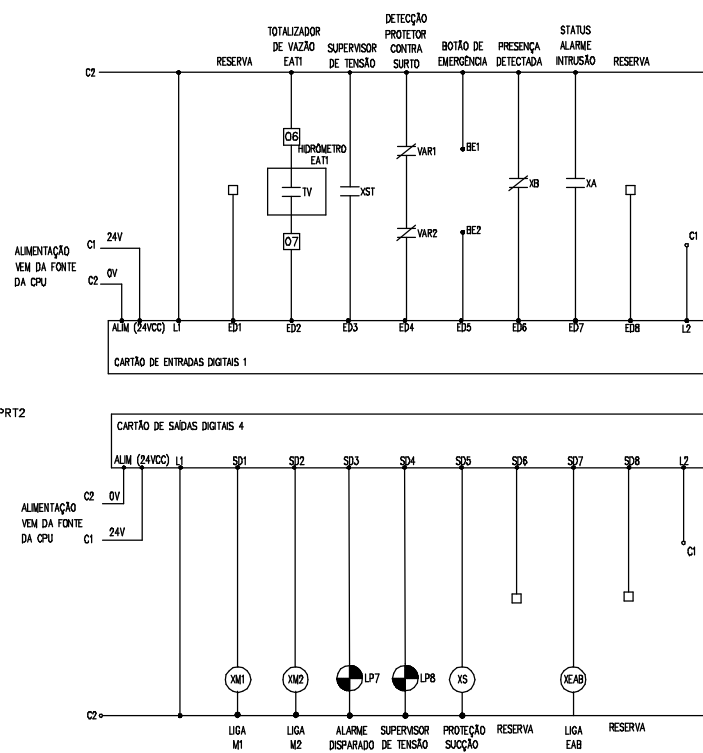 DETECÇÃO
PROTETOR
CONTRA
SURTO
TOTALIZADOR
DE VAZÃO
EAT1
STATUS
ALARME
INTRUSÃO
SUPERVISOR
DE TENSÃO
BOTÃO DE
EMERGÊNCIA
PRESENÇA
DETECTADA
RESERVA
RESERVA
C2
06
HIDRÔMETRO
EAT1
TV
07
XST
VAR1
VAR2
BE1
BE2
XB
XA
C1
ALIMENTAÇÃO
VEM DA FONTE
DA CPU
C1 24V
C2 0V
ALIM (24VCC) L1 ED1 ED2 ED3 ED4 ED5 ED6 ED7 ED8 L2
CARTÃO DE ENTRADAS DIGITAIS 1
PRT2
CARTÃO DE SAÍDAS DIGITAIS 4
ALIM (24VCC) L1 SD1 SD2 SD3 SD4 SD5 SD6 SD7 SD8 L2
C2 0V
C1 24V
ALIMENTAÇÃO
VEM DA FONTE
DA CPU
C1
XM1 XM2 LP7 LP8 XS XEAB
C2
LIGA
M1
LIGA
M2
ALARME
DISPARADO
SUPERVISOR
DE TENSÃO
PROTEÇÃO
SUCÇÃO
RESERVA
LIGA
EAB
RESERVA